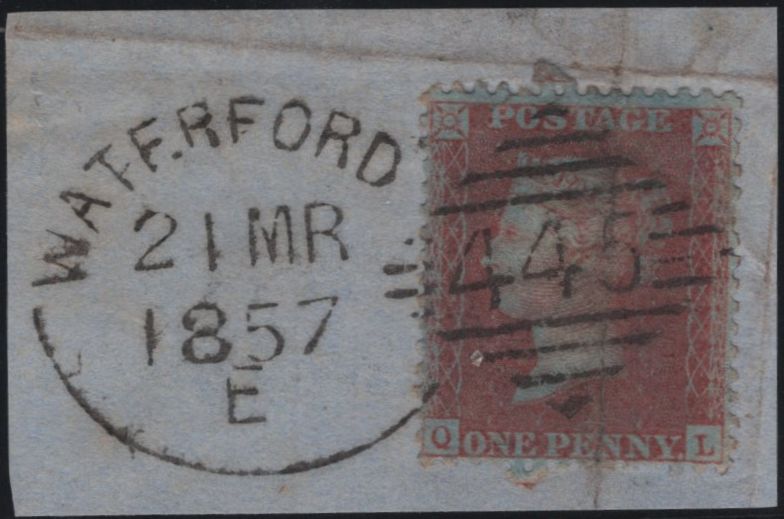 WATERFORD
21 MR
1857
E
POSTAGE
445
Q ONE PENNY. L